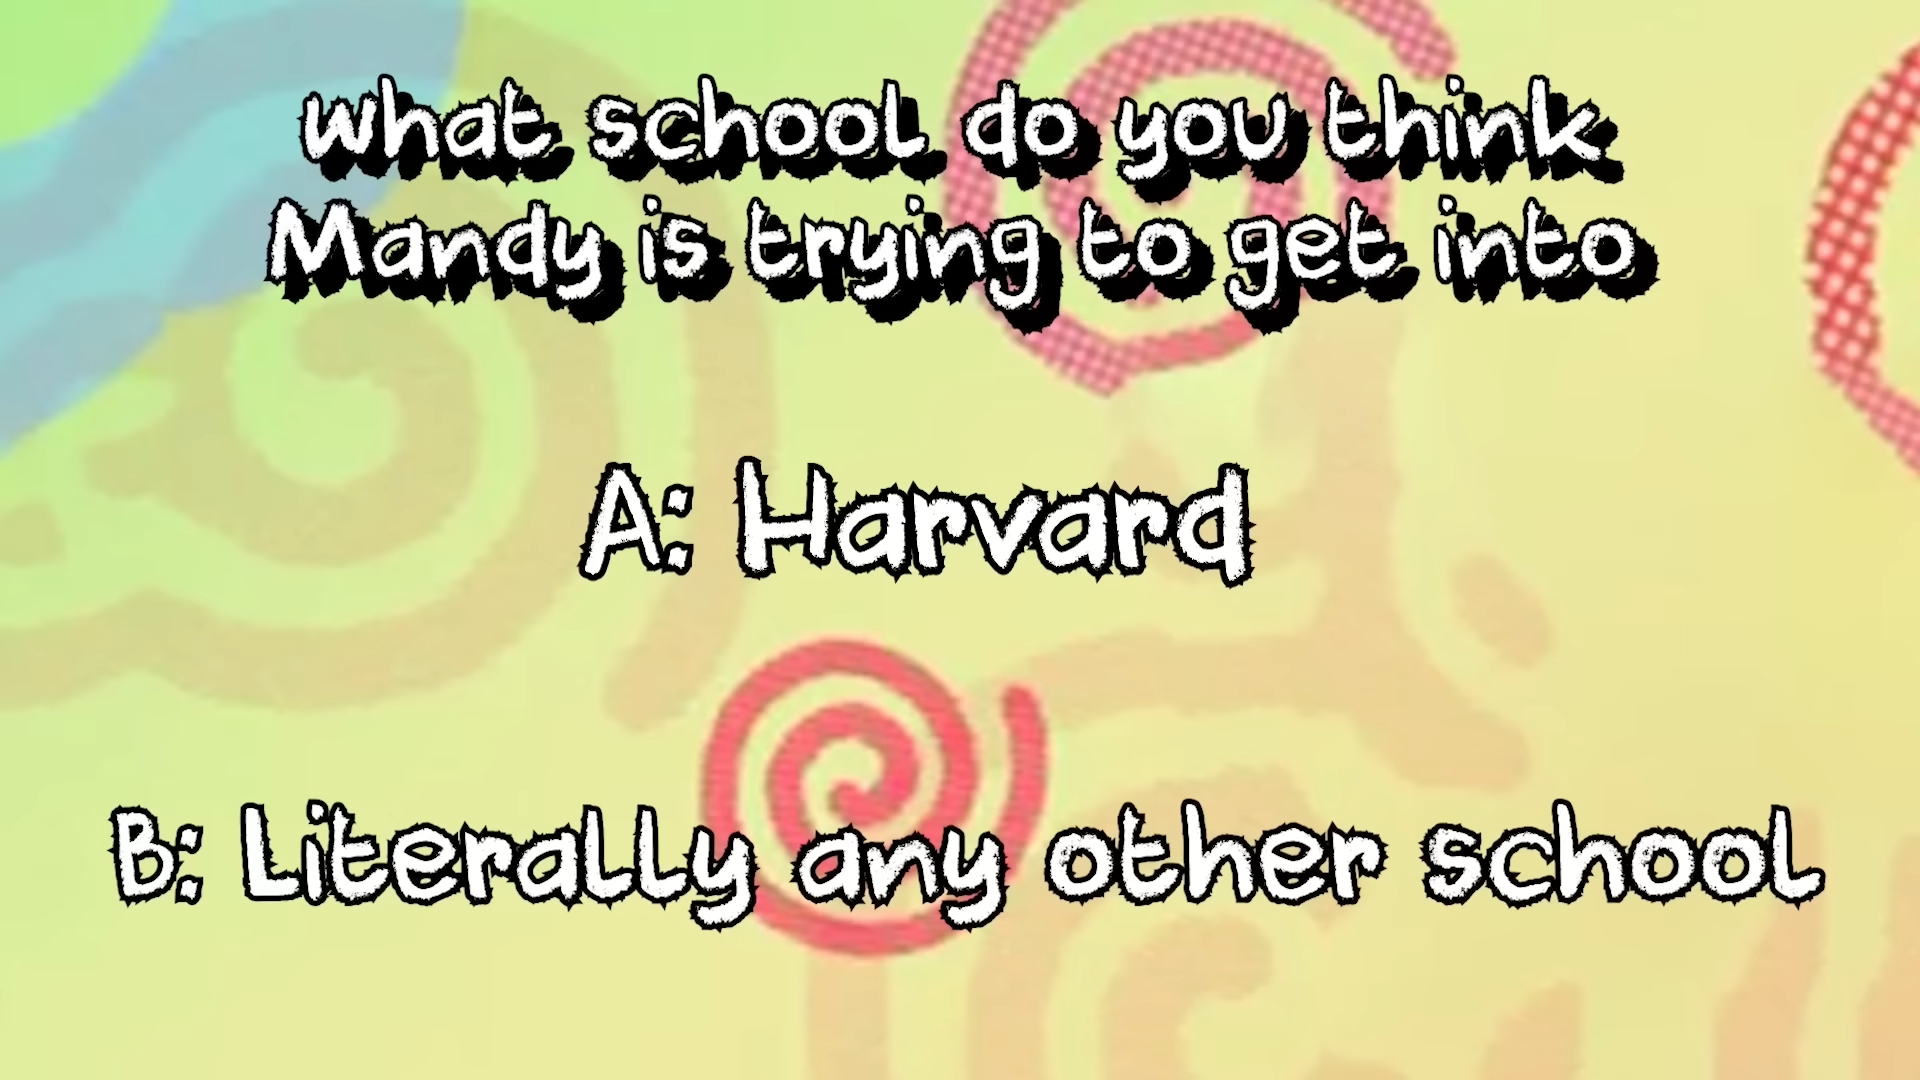 What school do you think
Mandy is trying to get into
A: Harvard
B: Literally any other school